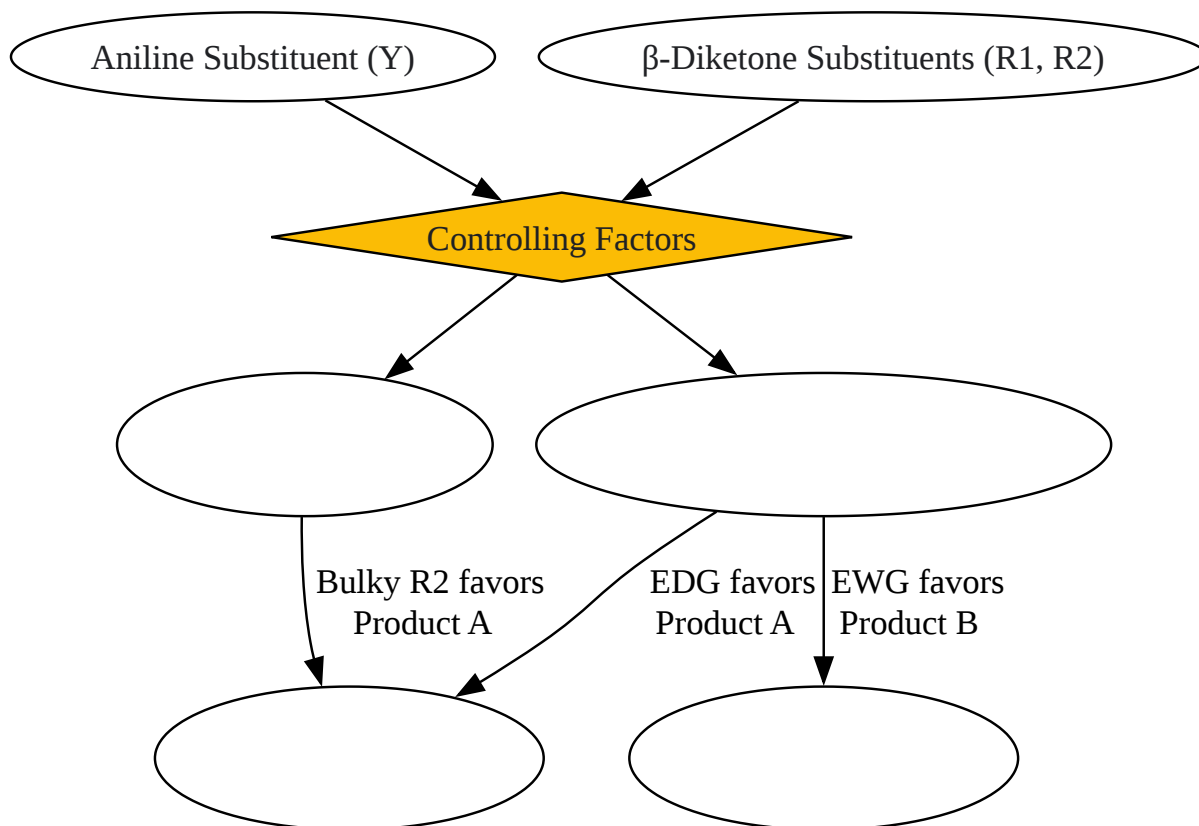 Aniline Substituent (Y)
β-Diketone Substituents (R1, R2)
Controlling Factors
Bulky R2 favors
Product A
EDG favors
Product A
EWG favors
Product B